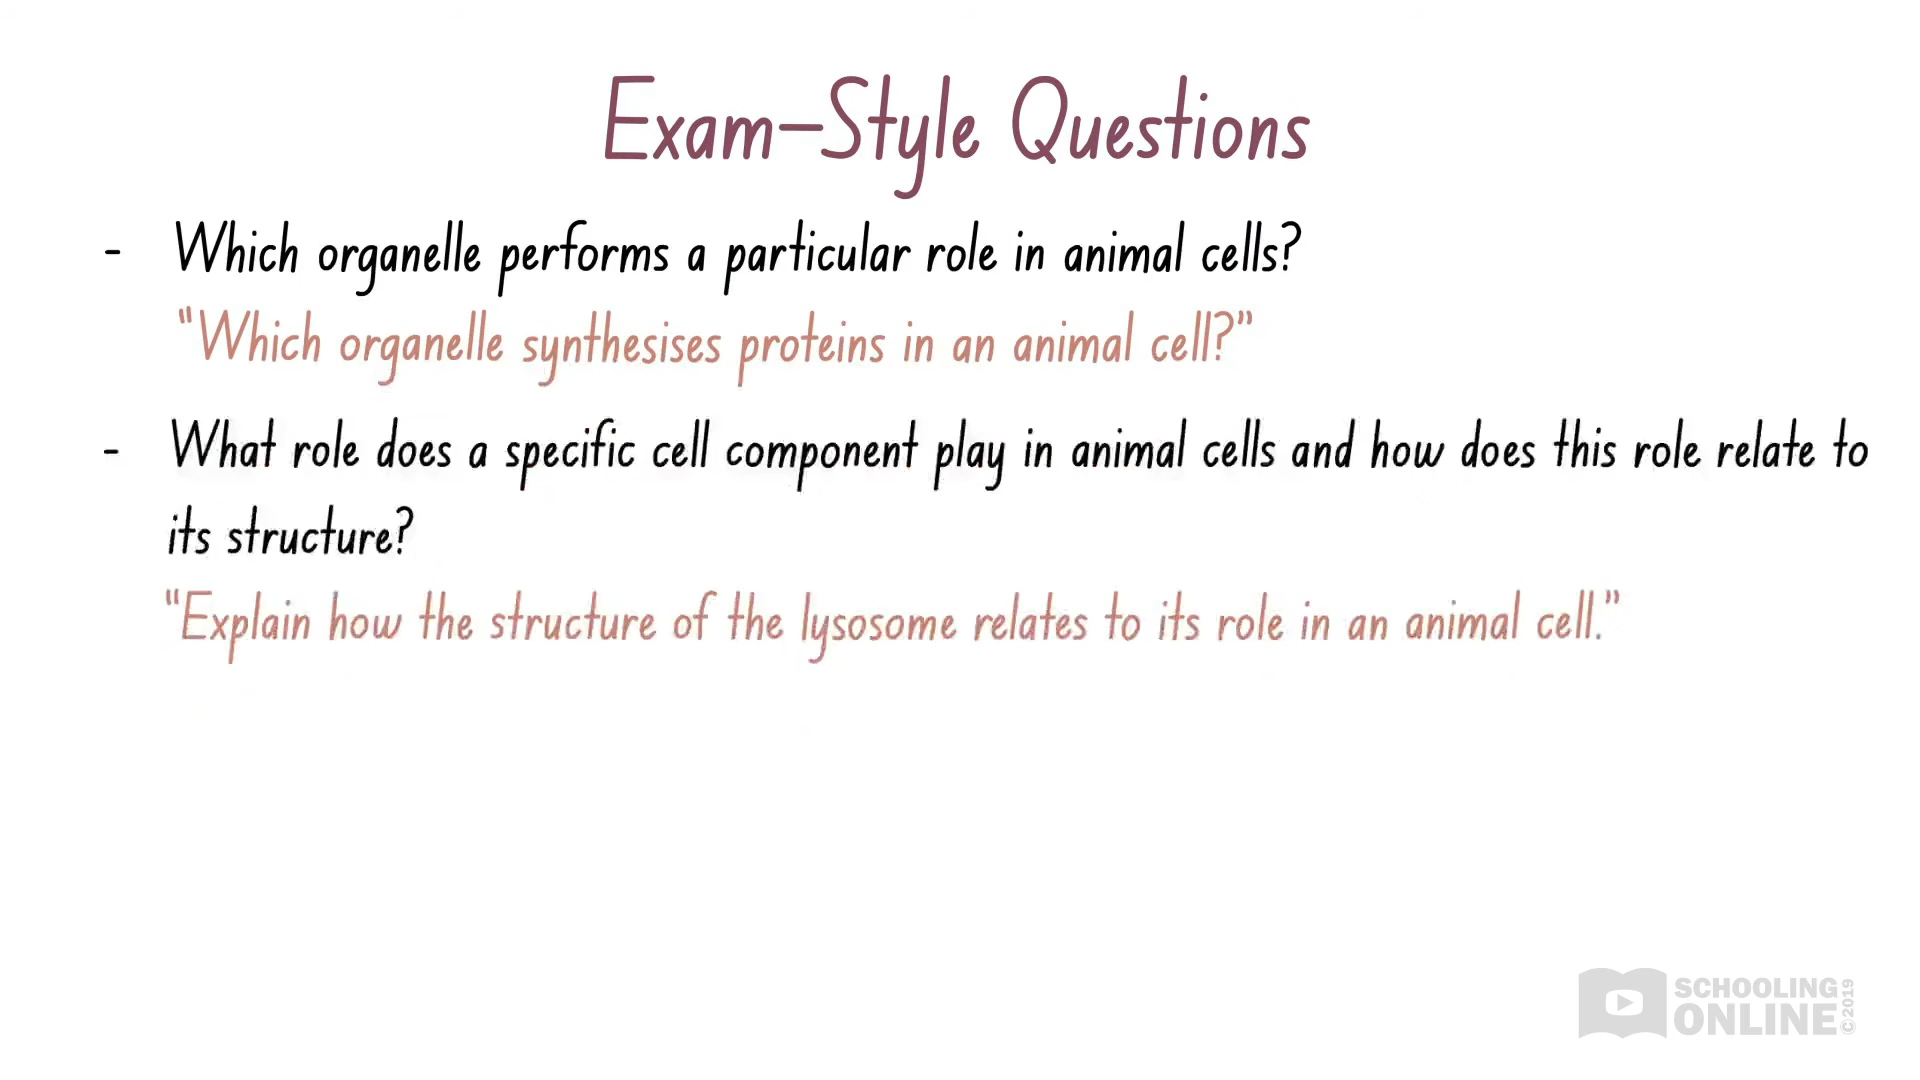 Exam-Style Questions
- Which organelle performs a particular role in animal cells?
"Which organelle synthesises proteins in an animal cell?"
- What role does a specific cell component play in animal cells and how does this role relate to
its structure?
"Explain how the structure of the lysosome relates to its role in an animal cell."
SCHOOLING
ONLINE
©2019